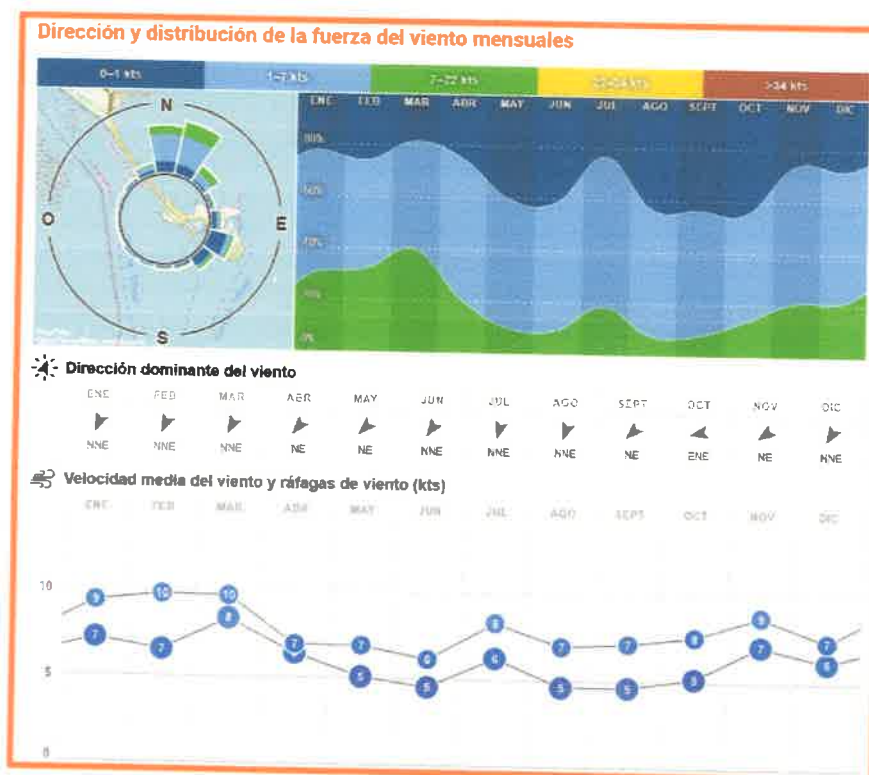 Dirección y distribución de la fuerza del viento mensuales
0–1 kts 1–7 kts 7–22 kts >34 kts
N
O E
S
ENE FEB MAR ABR MAY JUN JUL AGO SEPT OCT NOV DIC
Dirección dominante del viento
ENE FEB MAR ABR MAY JUN JUL AGO SEPT OCT NOV DIC
NNE NNE NNE NE NE NNE NNE NNE NE ENE NE NNE
Velocidad media del viento y ráfagas de viento (kts)
ENE FEB MAR ABR MAY JUN JUL AGO SEPT OCT NOV DIC
10
9 10 10 7 7 6 8 7 7 8 9 7
7 7 8 6 5 5 6 5 5 5 7 6
5
0